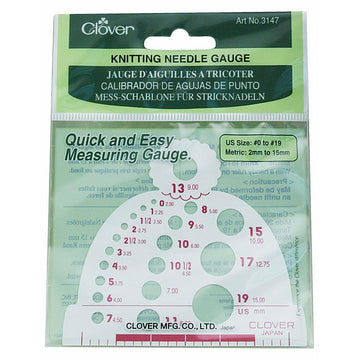 Clover
Art No.3147
KNITTING NEEDLE GAUGE
JAUGE D'AIGUILLES A TRICOTER
CALIBRADOR DE AGUJAS DE PUNTO
MESS-SCHABLONE FÜR STRICKNADELN
Quick and Easy
Measuring Gauge.
US Size: #0 to #19
Metric: 2mm to 15mm
13 9.00
0 2.00
1 2.25
2 2.75
2 1/2 3.00
3 3.25
4 3.50
5 3.75
6 4.00
7 4.50
8 5.00
9 5.50
10 6.00
10 1/2 6.50
7.00
11 8.00
15 10.00
17 12.75
19 15.00
US mm
CLOVER MFG.CO.,LTD. Japan
CLOVER
JAPAN